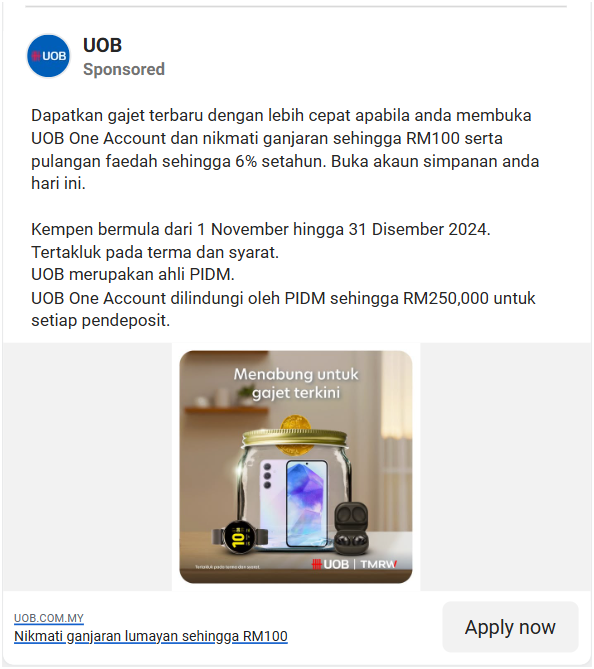 UOB
UOB
Sponsored
Dapatkan gajet terbaru dengan lebih cepat apabila anda membuka
UOB One Account dan nikmati ganjaran sehingga RM100 serta
pulangan faedah sehingga 6% setahun. Buka akaun simpanan anda
hari ini.
Kempen bermula dari 1 November hingga 31 Disember 2024.
Tertakluk pada terma dan syarat.
UOB merupakan ahli PIDM.
UOB One Account dilindungi oleh PIDM sehingga RM250,000 untuk
setiap pendeposit.
Menabung untuk
gajet terkini
10
Tertakluk pada terma dan syarat.
UOB | TMRW
UOB.COM.MY
Nikmati ganjaran lumayan sehingga RM100
Apply now